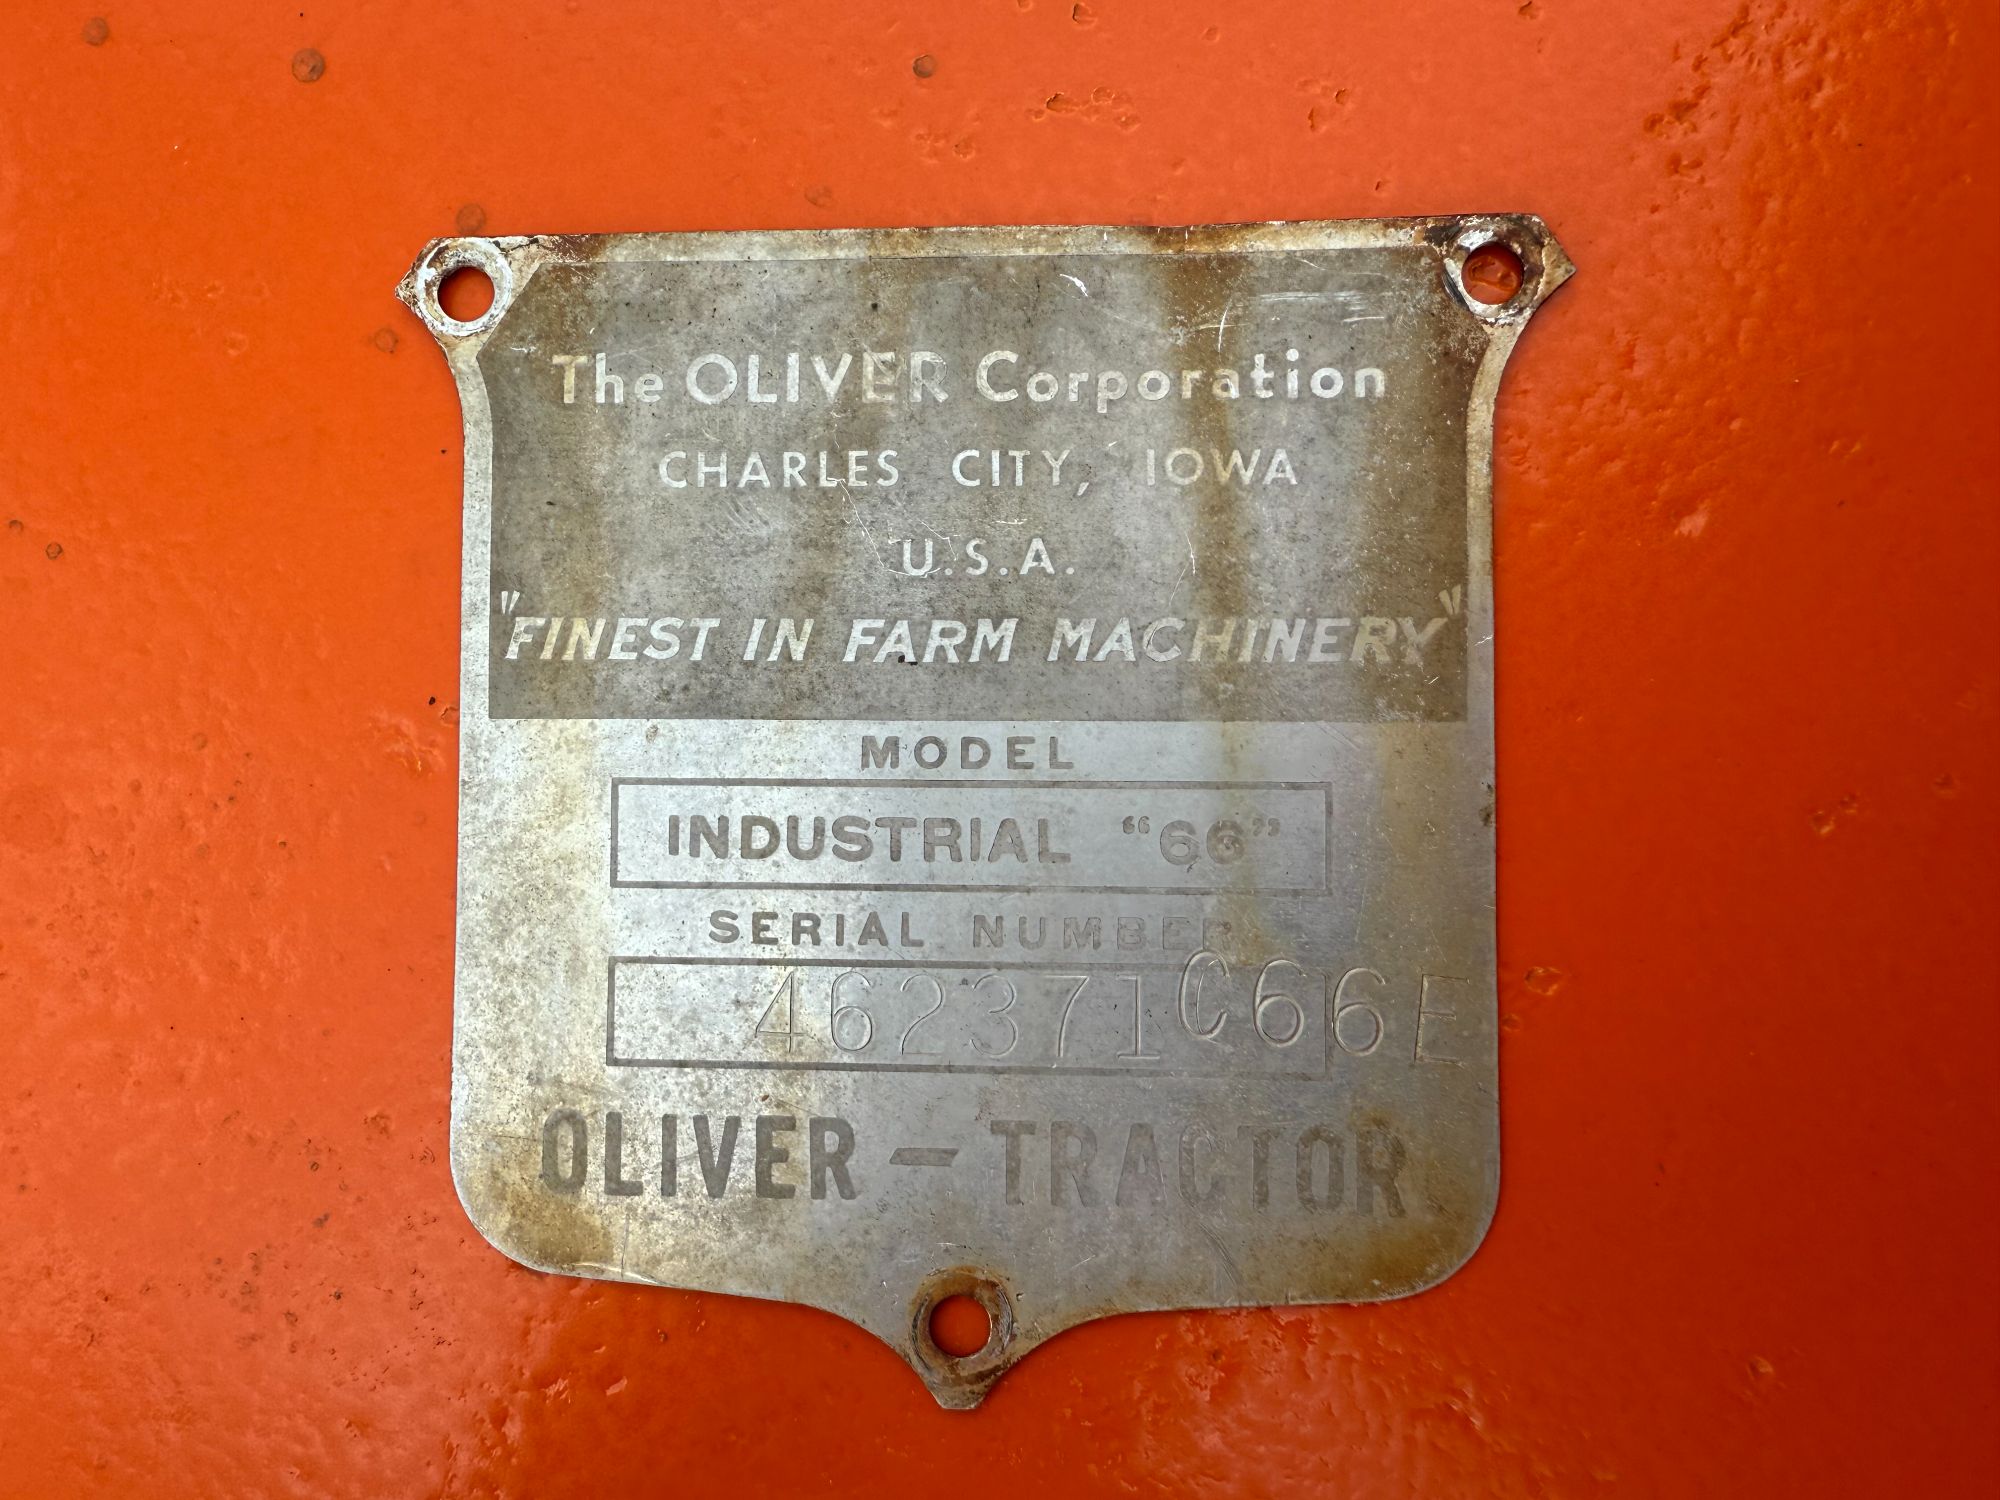 The OLIVER Corporation
CHARLES CITY, IOWA
U.S.A.
"FINEST IN FARM MACHINERY"
MODEL
INDUSTRIAL “66”
SERIAL NUMBER
462371C66E
OLIVER – TRACTOR